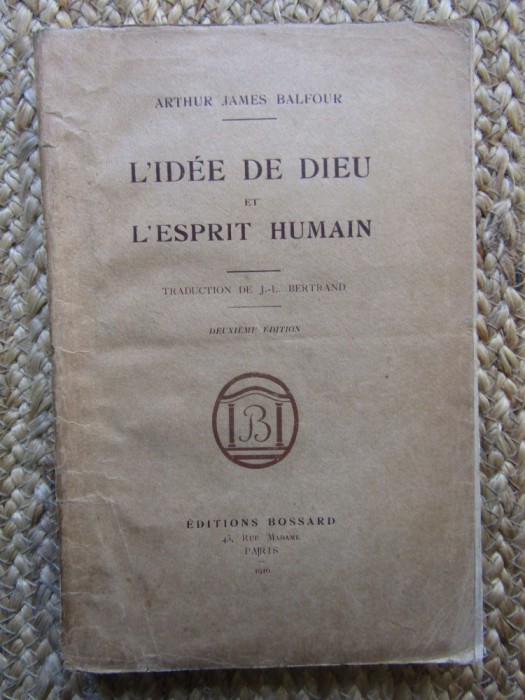 ARTHUR JAMES BALFOUR
L'IDÉE DE DIEU
ET
L'ESPRIT HUMAIN
TRADUCTION DE J.-L. BERTRAND
DEUXIÈME ÉDITION
B
ÉDITIONS BOSSARD
43, RUE MADAME
PARIS
1916